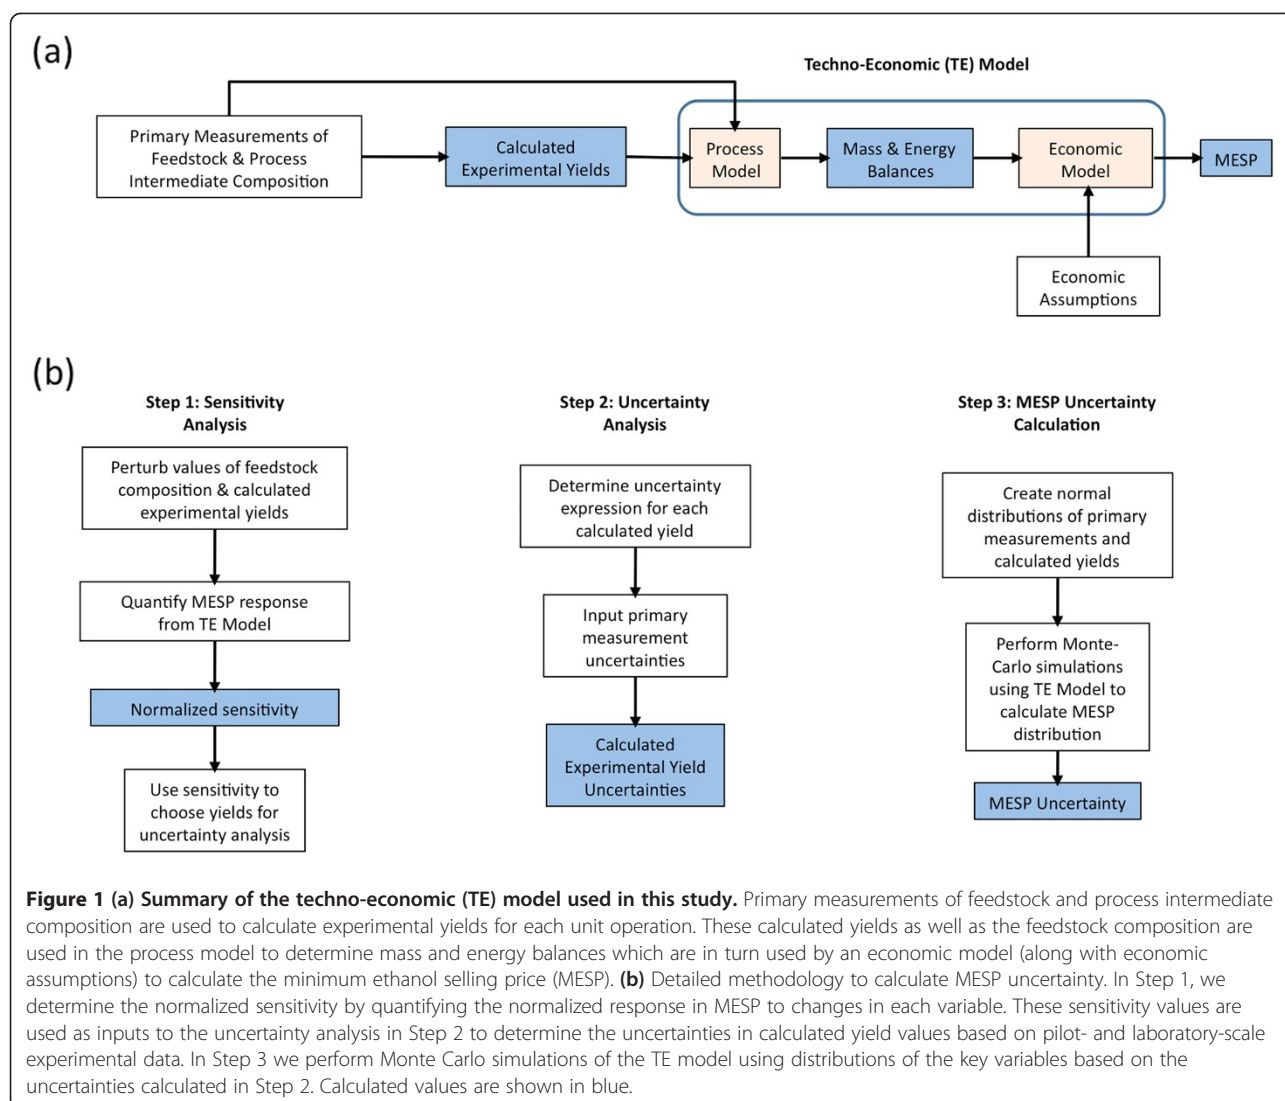 (a)
Techno-Economic (TE) Model
Primary Measurements of
Feedstock & Process
Intermediate Composition
Calculated
Experimental Yields
Process
Model
Mass & Energy
Balances
Economic
Model
MESP
Economic
Assumptions
(b)
Step 1: Sensitivity
Analysis
Perturb values of feedstock
composition & calculated
experimental yields
Quantify MESP response
from TE Model
Normalized sensitivity
Use sensitivity to
choose yields for
uncertainty analysis
Step 2: Uncertainty
Analysis
Determine uncertainty
expression for each
calculated yield
Input primary
measurement
uncertainties
Calculated
Experimental Yield
Uncertainties
Step 3: MESP Uncertainty
Calculation
Create normal
distributions of primary
measurements and
calculated yields
Perform Monte-
Carlo simulations
using TE Model to
calculate MESP
distribution
MESP Uncertainty
Figure 1 (a) Summary of the techno-economic (TE) model used in this study. Primary measurements of feedstock and process intermediate
composition are used to calculate experimental yields for each unit operation. These calculated yields as well as the feedstock composition are
used in the process model to determine mass and energy balances which are in turn used by an economic model (along with economic
assumptions) to calculate the minimum ethanol selling price (MESP). (b) Detailed methodology to calculate MESP uncertainty. In Step 1, we
determine the normalized sensitivity by quantifying the normalized response in MESP to changes in each variable. These sensitivity values are
used as inputs to the uncertainty analysis in Step 2 to determine the uncertainties in calculated yield values based on pilot- and laboratory-scale
experimental data. In Step 3 we perform Monte Carlo simulations of the TE model using distributions of the key variables based on the
uncertainties calculated in Step 2. Calculated values are shown in blue.